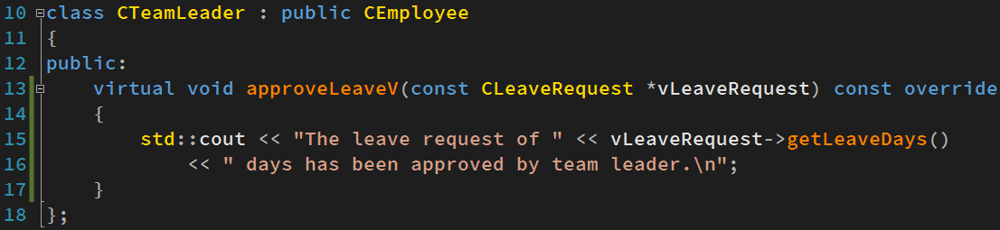 10 class CTeamLeader : public CEmployee
11 {
12 public:
13     virtual void approveLeaveV(const CLeaveRequest *vLeaveRequest) const override
14     {
15         std::cout << "The leave request of " << vLeaveRequest->getLeaveDays()
16             << " days has been approved by team leader.\n";
17     }
18 };